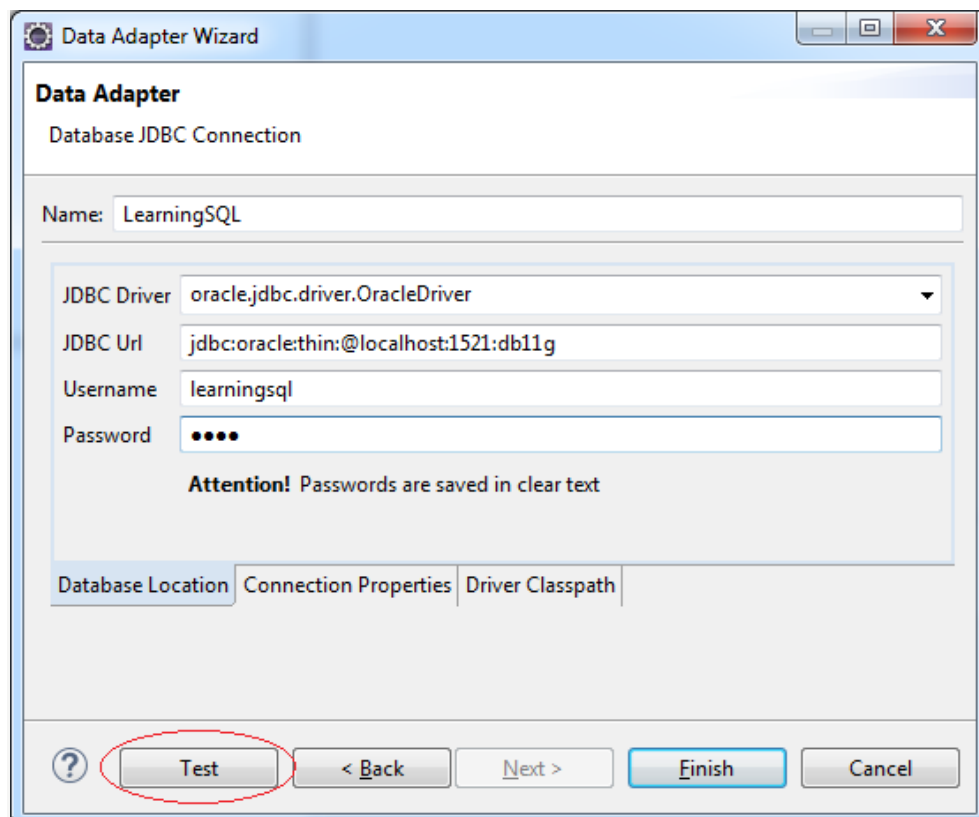 Data Adapter Wizard
Data Adapter
Database JDBC Connection
Name: LearningSQL
JDBC Driver oracle.jdbc.driver.OracleDriver
JDBC Url jdbc:oracle:thin:@localhost:1521:db11g
Username learningsql
Password ••••
Attention! Passwords are saved in clear text
Database Location Connection Properties Driver Classpath
? Test < Back Next > Finish Cancel